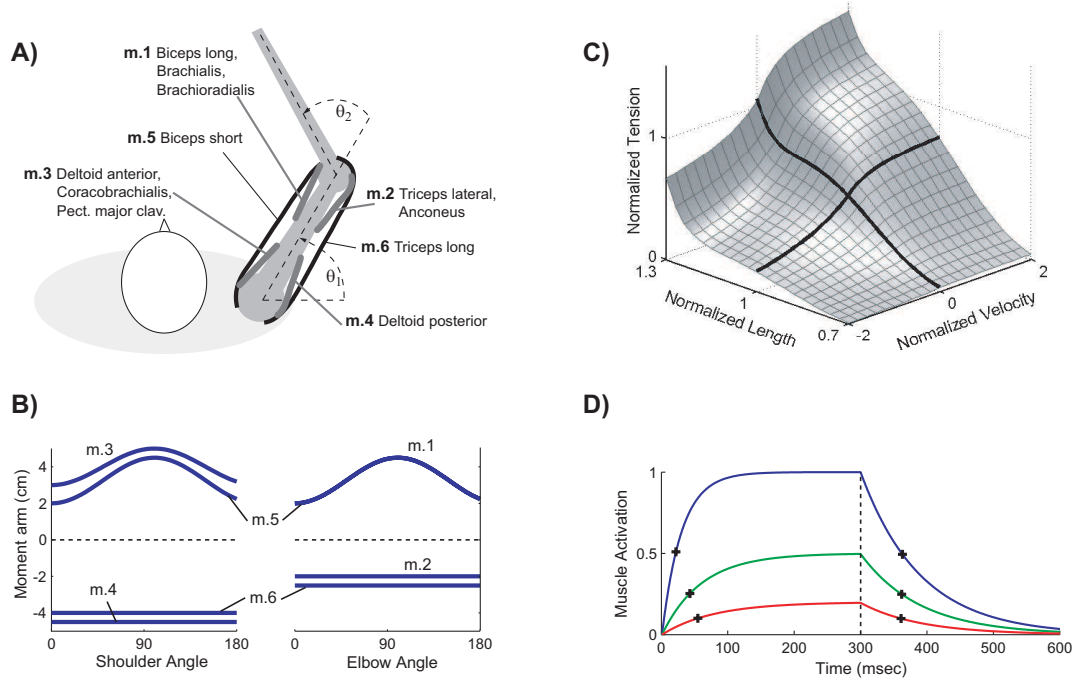 A)
m.1 Biceps long,
Brachialis,
Brachioradialis
θ2
m.5 Biceps short
m.3 Deltoid anterior,
Coracobrachialis,
Pect. major clav.
m.2 Triceps lateral,
Anconeus
m.6 Triceps long
θ1
m.4 Deltoid posterior
C)
Normalized Tension
1
0
1.3
1
0.7
Normalized Length
-2
0
2
Normalized Velocity
B)
Moment arm (cm)
4
2
0
-2
-4
m.3
m.1
m.5
m.2
m.4
m.6
0
90
180
Shoulder Angle
0
90
180
Elbow Angle
D)
Muscle Activation
1
0.5
0
0
100
200
300
400
500
600
Time (msec)